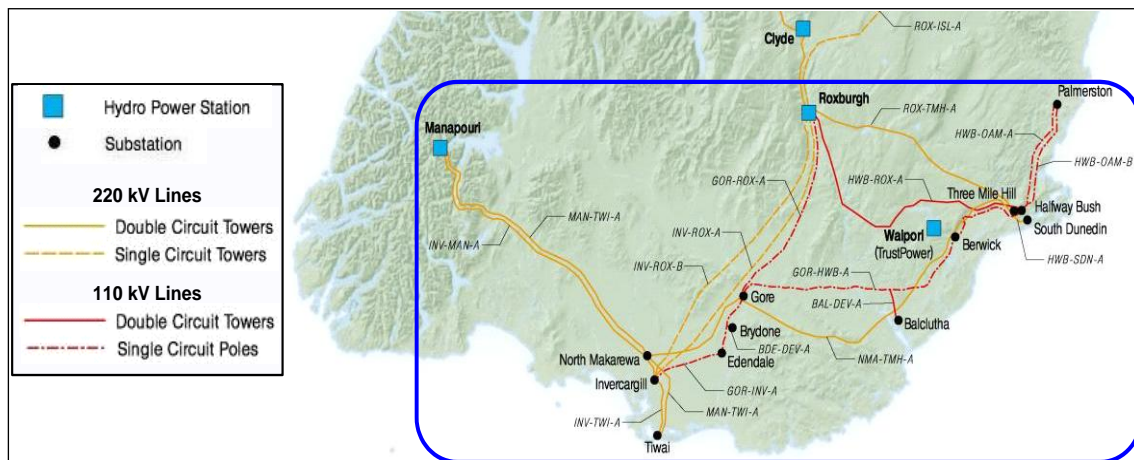 Hydro Power Station
Substation
220 kV Lines
Double Circuit Towers
Single Circuit Towers
110 kV Lines
Double Circuit Towers
Single Circuit Poles
ROX-ISL-A
Clyde
Roxburgh
Palmerston
ROX-TMH-A
Manapouri
HWB-OAM-A
HWB-OAM-B
GOR-ROX-A
HWB-ROX-A
Three Mile Hill
Halfway Bush
MAN-TWI-A
South Dunedin
INV-MAN-A
INV-ROX-A
Waipori
(TrustPower)
Berwick
HWB-SDN-A
INV-ROX-B
GOR-HWB-A
Gore
BAL-DEV-A
Brydone
Balclutha
BDE-DEV-A
North Makarewa
Edendale
NMA-TMH-A
Invercargill
GOR-INV-A
INV-TWI-A
MAN-TWI-A
Tiwai